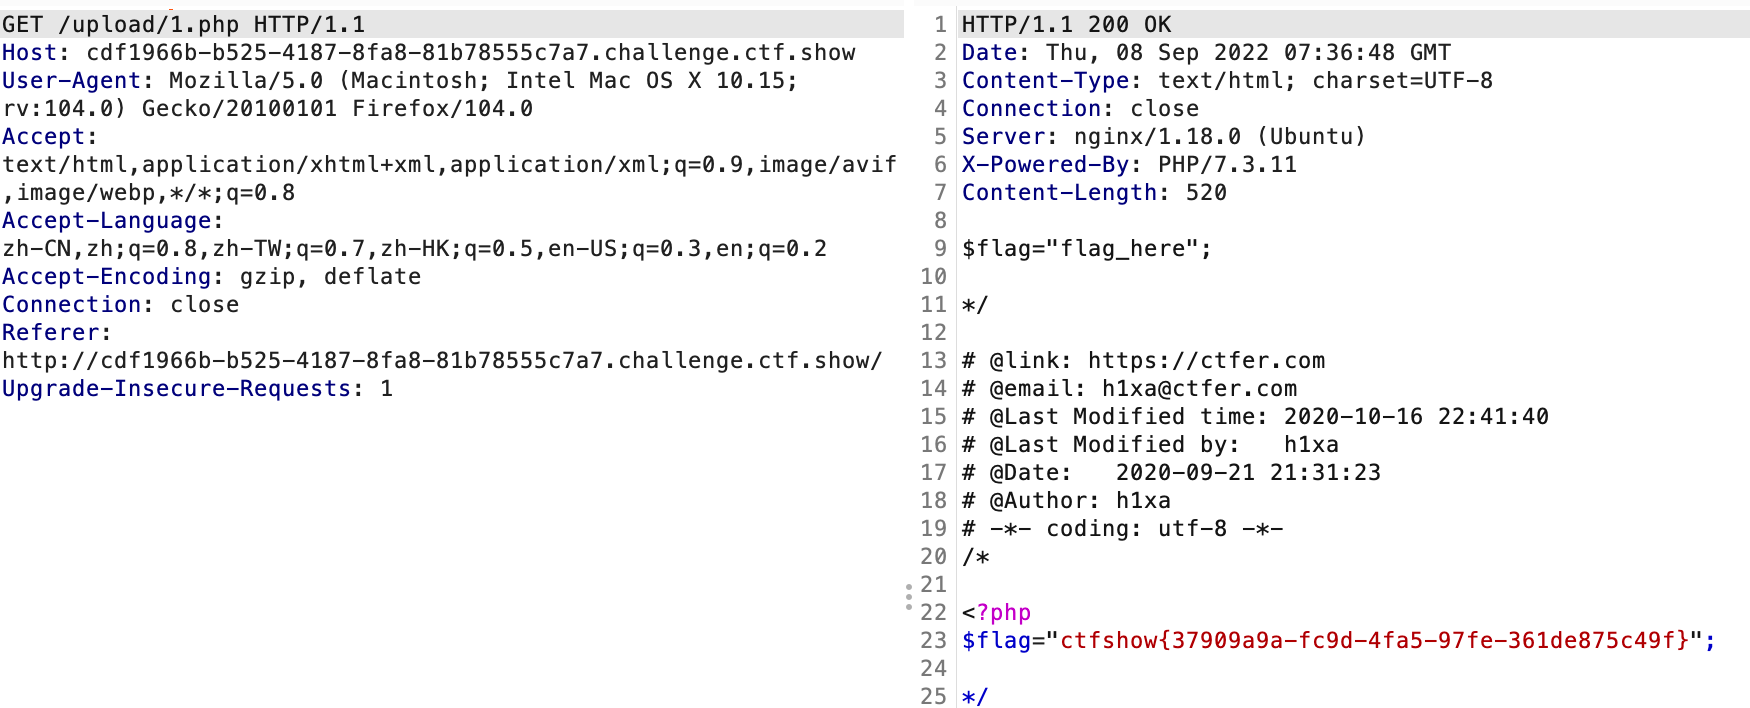 GET /upload/1.php HTTP/1.1
Host: cdf1966b-b525-4187-8fa8-81b78555c7a7.challenge.ctf.show
User-Agent: Mozilla/5.0 (Macintosh; Intel Mac OS X 10.15;
rv:104.0) Gecko/20100101 Firefox/104.0
Accept:
text/html,application/xhtml+xml,application/xml;q=0.9,image/avif
,image/webp,*/*;q=0.8
Accept-Language:
zh-CN,zh;q=0.8,zh-TW;q=0.7,zh-HK;q=0.5,en-US;q=0.3,en;q=0.2
Accept-Encoding: gzip, deflate
Connection: close
Referer:
http://cdf1966b-b525-4187-8fa8-81b78555c7a7.challenge.ctf.show/
Upgrade-Insecure-Requests: 1
1 HTTP/1.1 200 OK
2 Date: Thu, 08 Sep 2022 07:36:48 GMT
3 Content-Type: text/html; charset=UTF-8
4 Connection: close
5 Server: nginx/1.18.0 (Ubuntu)
6 X-Powered-By: PHP/7.3.11
7 Content-Length: 520
8
9 $flag="flag_here";
10
11 */
12
13 # @link: https://ctfer.com
14 # @email: h1xa@ctfer.com
15 # @Last Modified time: 2020-10-16 22:41:40
16 # @Last Modified by:   h1xa
17 # @Date:   2020-09-21 21:31:23
18 # @Author: h1xa
19 # -*- coding: utf-8 -*-
20 /*
21
22 <?php
23 $flag="ctfshow{37909a9a-fc9d-4fa5-97fe-361de875c49f}";
24
25 */